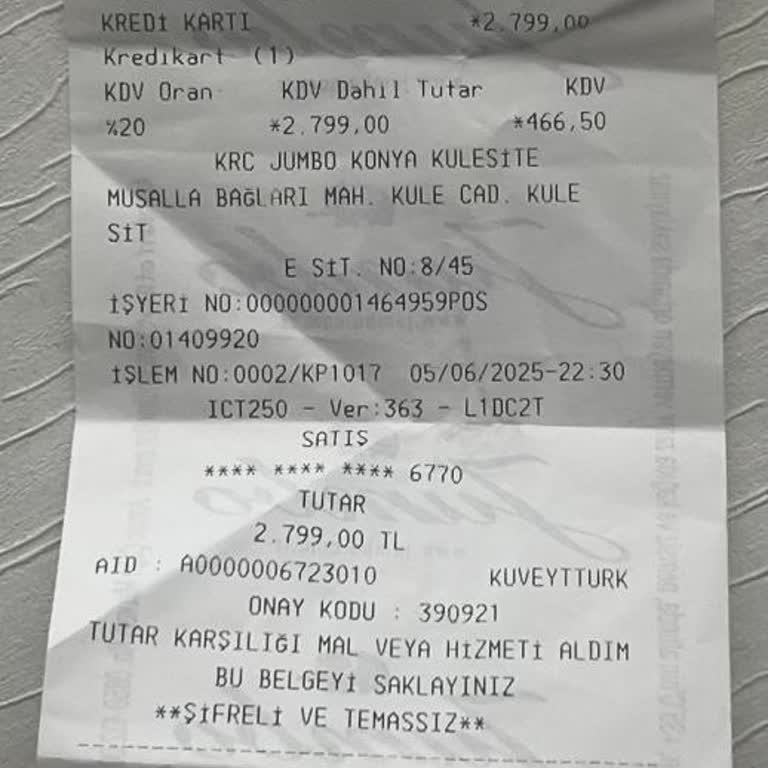 KREDİ KARTI *2.799,00
Kredikart (1)
KDV Oran KDV Dahil Tutar KDV
%20 *2.799,00 *466,50
KRC JUMBO KONYA KULESİTE
MUSALLA BAĞLARI MAH. KULE CAD. KULE
SİT
E SİT. NO:8/45
İŞYERİ NO:000000001464959POS
NO:01409920
İŞLEM NO:0002/KP1017 05/06/2025-22:30
ICT250 - Ver:363 - L1DC2T
SATIŞ
**** **** **** 6770
TUTAR
2.799,00 TL
AID : A0000006723010 KUVEYTTURK
ONAY KODU : 390921
TUTAR KARŞILIĞI MAL VEYA HİZMETİ ALDIM
BU BELGEYİ SAKLAYINIZ
**ŞİFRELİ VE TEMASSIZ**